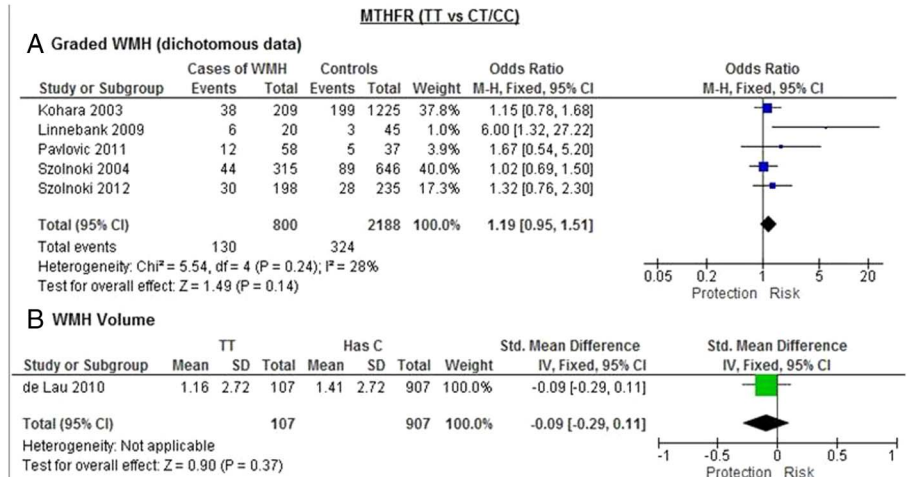 MTHFR (TT vs CT/CC)
A Graded WMH (dichotomous data)
Cases of WMH Controls Odds Ratio Odds Ratio
Study or Subgroup Events Total Events Total Weight M-H, Fixed, 95% CI M-H, Fixed, 95% CI
Kohara 2003 38 209 199 1225 37.8% 1.15 [0.78, 1.68]
Linnebank 2009 6 20 3 45 1.0% 6.00 [1.32, 27.22]
Pavlovic 2011 12 58 5 37 3.9% 1.67 [0.54, 5.20]
Szolnoki 2004 44 315 89 646 40.0% 1.02 [0.69, 1.50]
Szolnoki 2012 30 198 28 235 17.3% 1.32 [0.76, 2.30]
Total (95% CI) 800 2188 100.0% 1.19 [0.95, 1.51]
Total events 130 324
Heterogeneity: Chi² = 5.54, df = 4 (P = 0.24); I² = 28%
Test for overall effect: Z = 1.49 (P = 0.14)
0.05 0.2 1 5 20
Protection Risk
B WMH Volume
TT Has C Std. Mean Difference Std. Mean Difference
Study or Subgroup Mean SD Total Mean SD Total Weight IV, Fixed, 95% CI IV, Fixed, 95% CI
de Lau 2010 1.16 2.72 107 1.41 2.72 907 100.0% -0.09 [-0.29, 0.11]
Total (95% CI) 107 907 100.0% -0.09 [-0.29, 0.11]
Heterogeneity: Not applicable
Test for overall effect: Z = 0.90 (P = 0.37)
-1 -0.5 0 0.5 1
Protection Risk